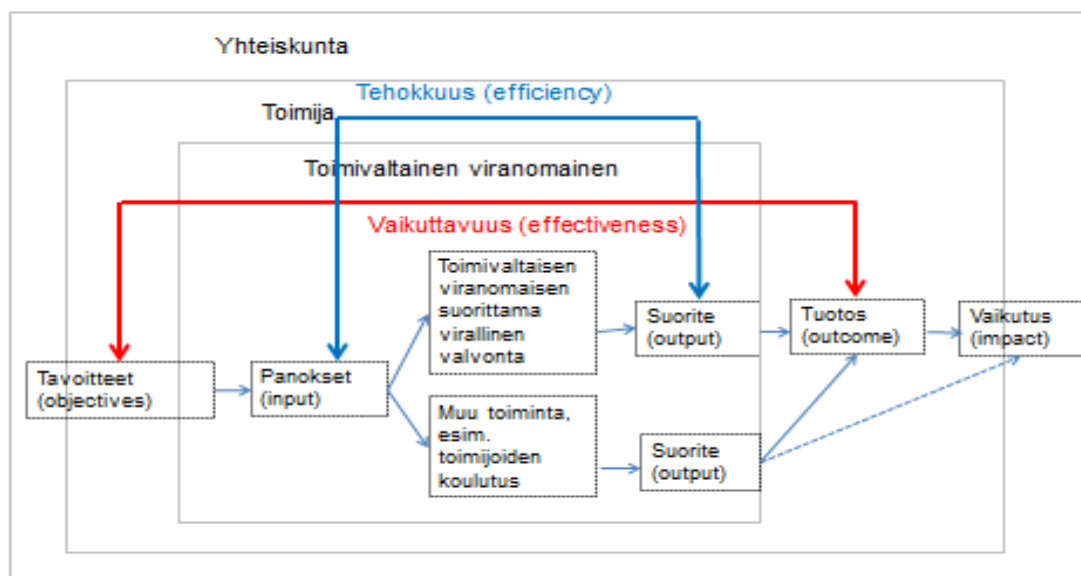 Yhteiskunta
Tehokkuus (efficiency)
Toimija
Toimivaltainen viranomainen
Vaikuttavuus (effectiveness)
Toimivaltaisen
viranomaisen
suorittama
virallinen
valvonta
Suorite
(output)
Tuotos
(outcome)
Vaikutus
(impact)
Tavoitteet
(objectives)
Panokset
(input)
Muu toiminta,
esim.
toimijoiden
koulutus
Suorite
(output)